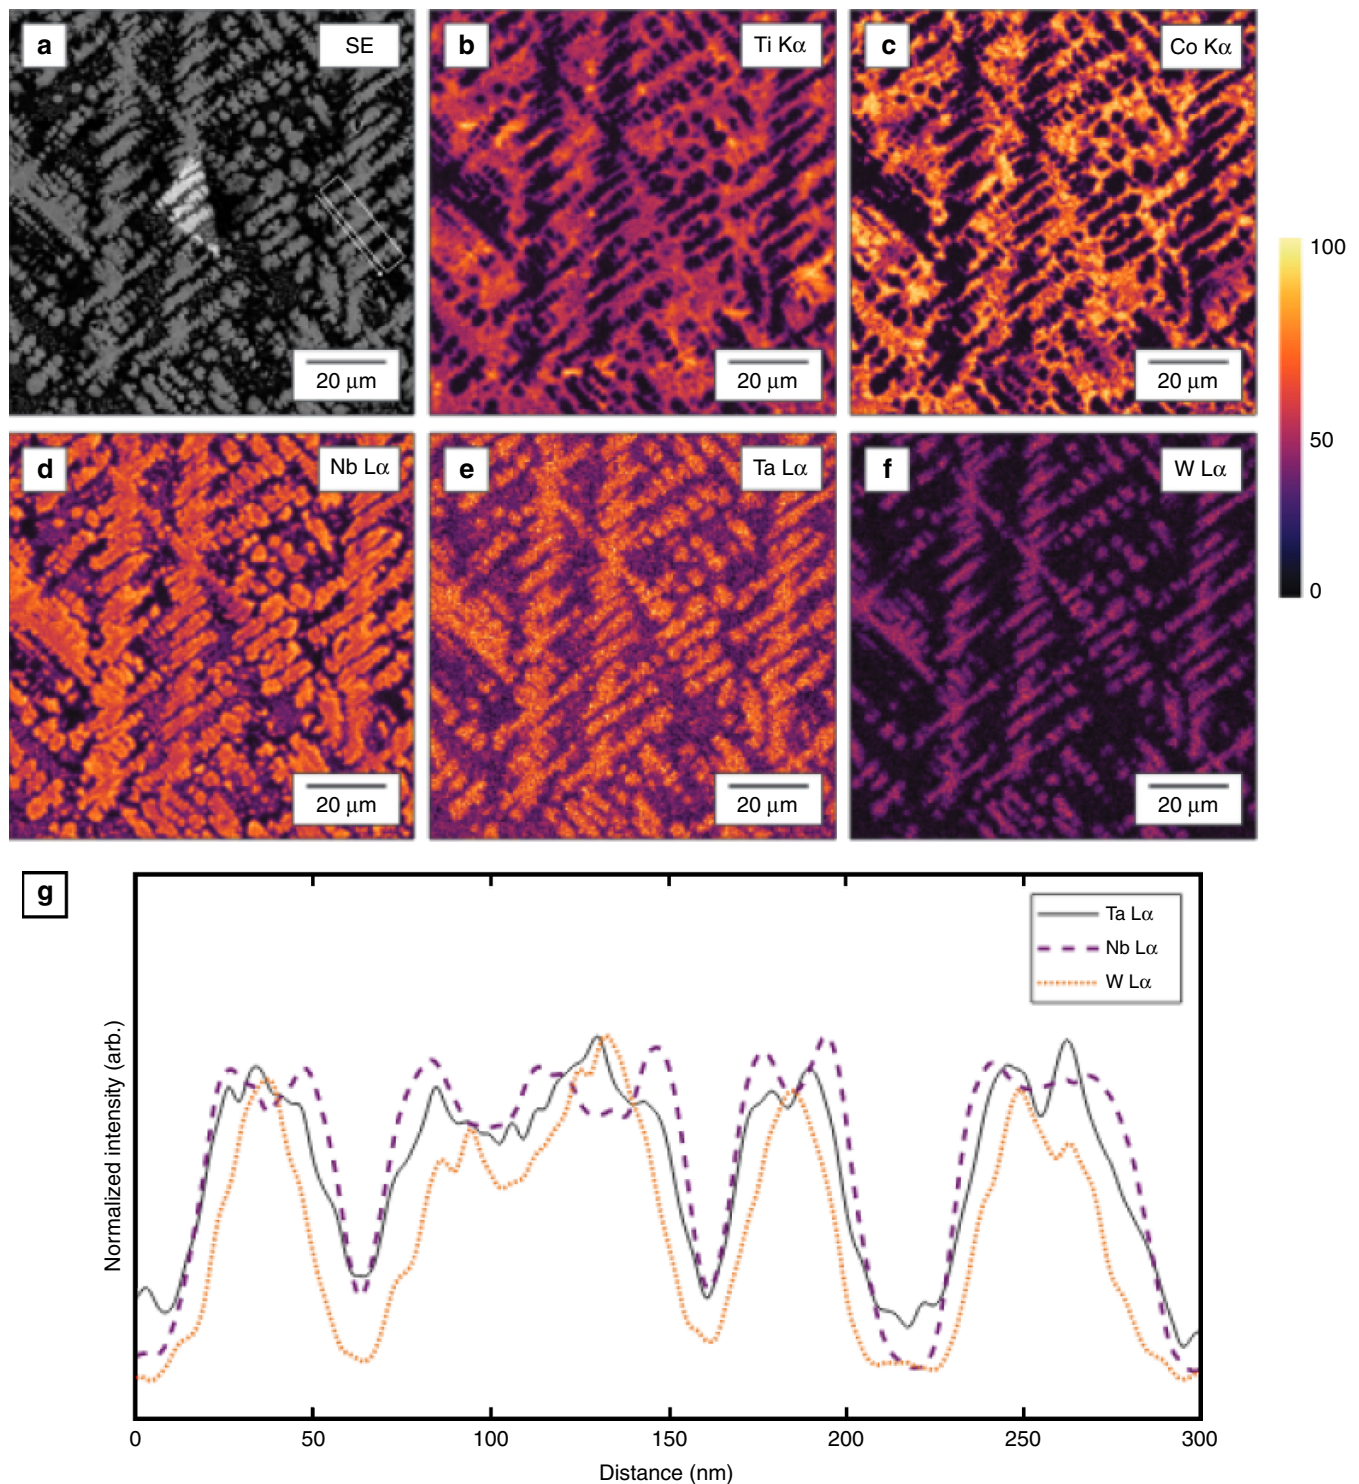 a
SE
20 μm
b
Ti Kα
20 μm
c
Co Kα
20 μm
100
50
0
d
Nb Lα
20 μm
e
Ta Lα
20 μm
f
W Lα
20 μm
g
Normalized intensity (arb.)
Ta Lα
Nb Lα
W Lα
0 50 100 150 200 250 300
Distance (nm)